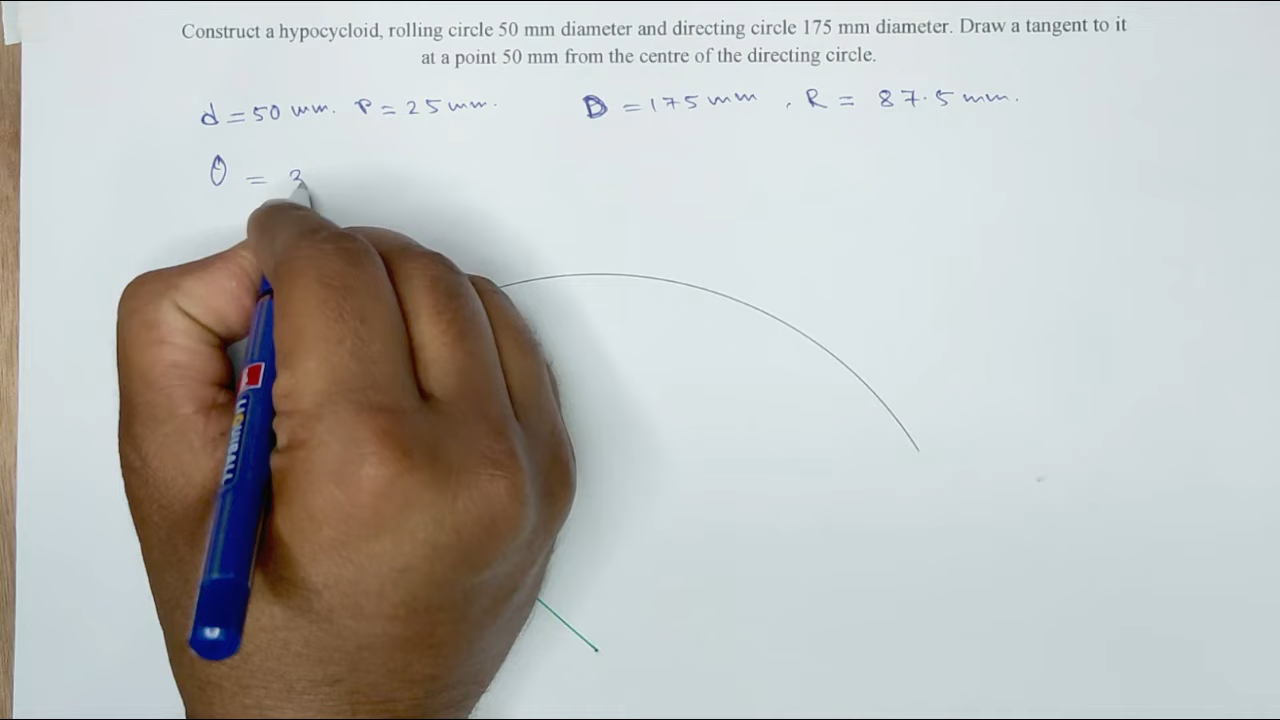 Construct a hypocycloid, rolling circle 50 mm diameter and directing circle 175 mm diameter. Draw a tangent to it
at a point 50 mm from the centre of the directing circle.
d = 50 mm. r = 25 mm. D = 175 mm , R = 87.5 mm.
θ = 3